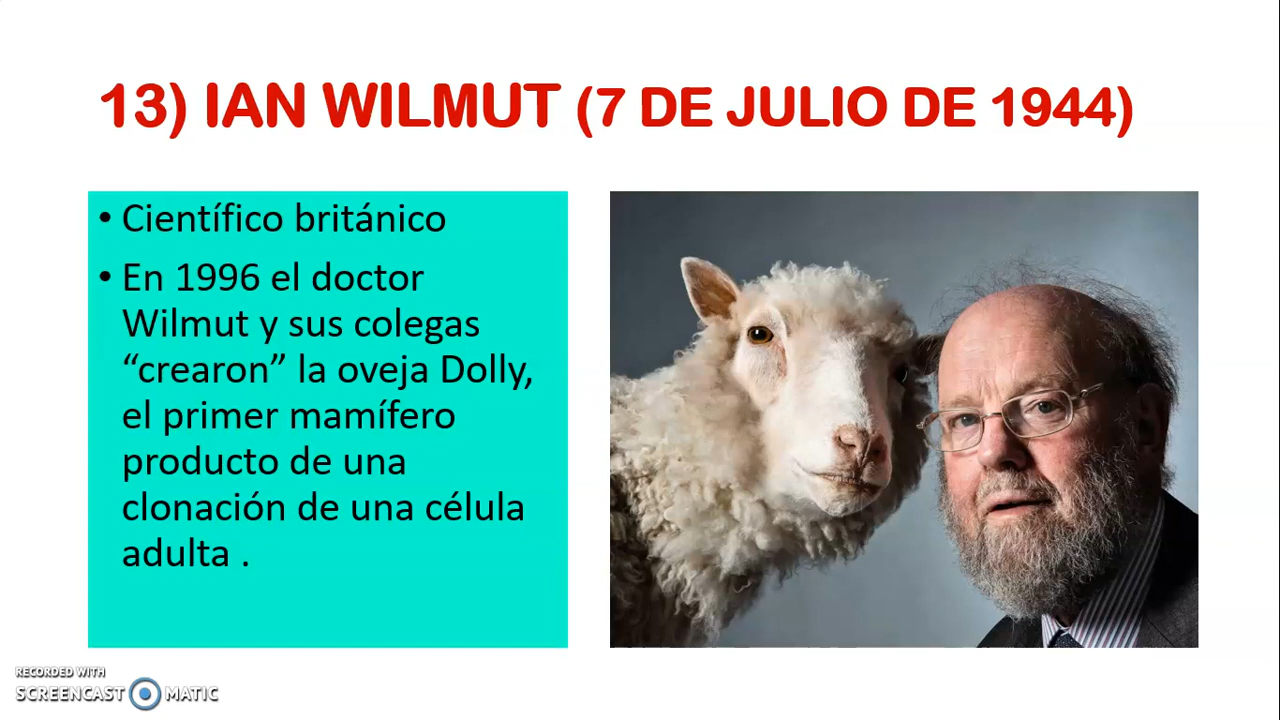 13) IAN WILMUT (7 DE JULIO DE 1944)
• Científico británico
• En 1996 el doctor
Wilmut y sus colegas
“crearon” la oveja Dolly,
el primer mamífero
producto de una
clonación de una célula
adulta .
RECORDED WITH
SCREENCAST MATIC